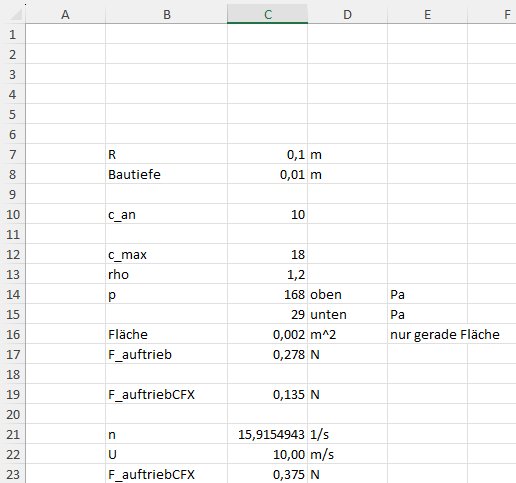 A B C D E F
1
2
3
4
5
6
7 R 0,1 m
8 Bautiefe 0,01 m
9
10 c_an 10
11
12 c_max 18
13 rho 1,2
14 p 168 oben Pa
15 29 unten Pa
16 Fläche 0,002 m^2 nur gerade Fläche
17 F_auftrieb 0,278 N
18
19 F_auftriebCFX 0,135 N
20
21 n 15,9154943 1/s
22 U 10,00 m/s
23 F_auftriebCFX 0,375 N